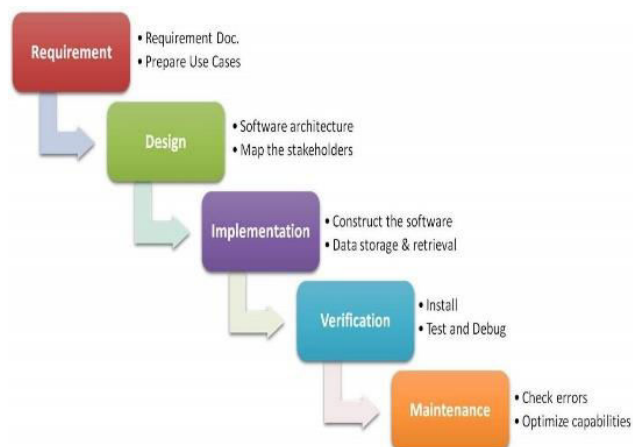 Requirement
• Requirement Doc.
• Prepare Use Cases
Design
• Software architecture
• Map the stakeholders
Implementation
• Construct the software
• Data storage & retrieval
Verification
• Install
• Test and Debug
Maintenance
• Check errors
• Optimize capabilities